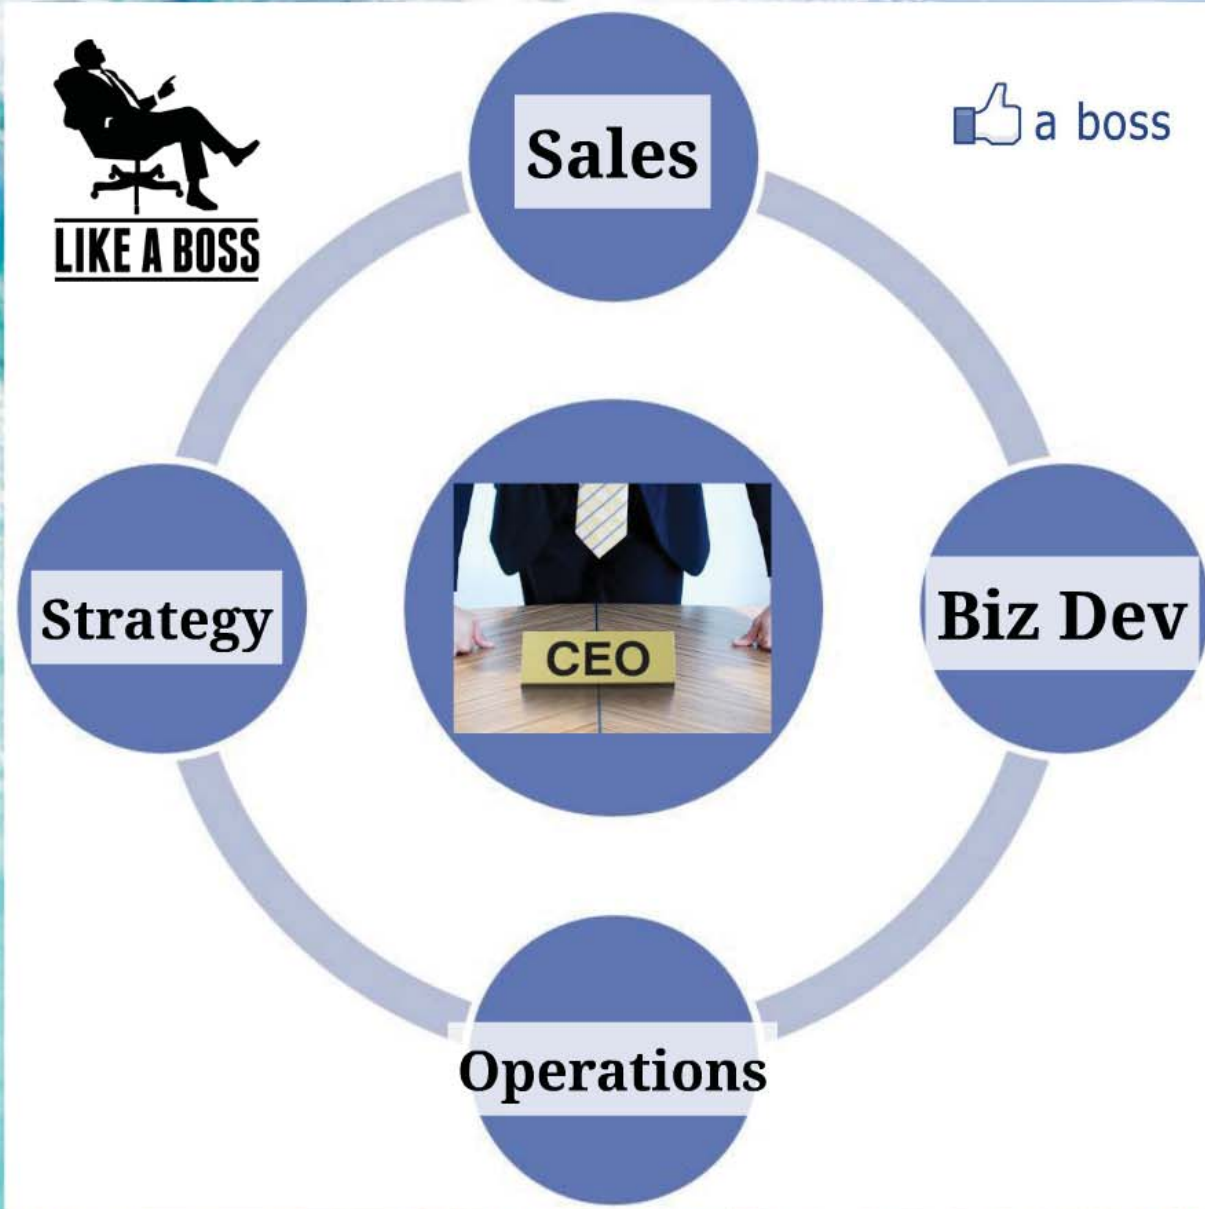 Sales
a boss
LIKE A BOSS
Strategy
CEO
Biz Dev
Operations